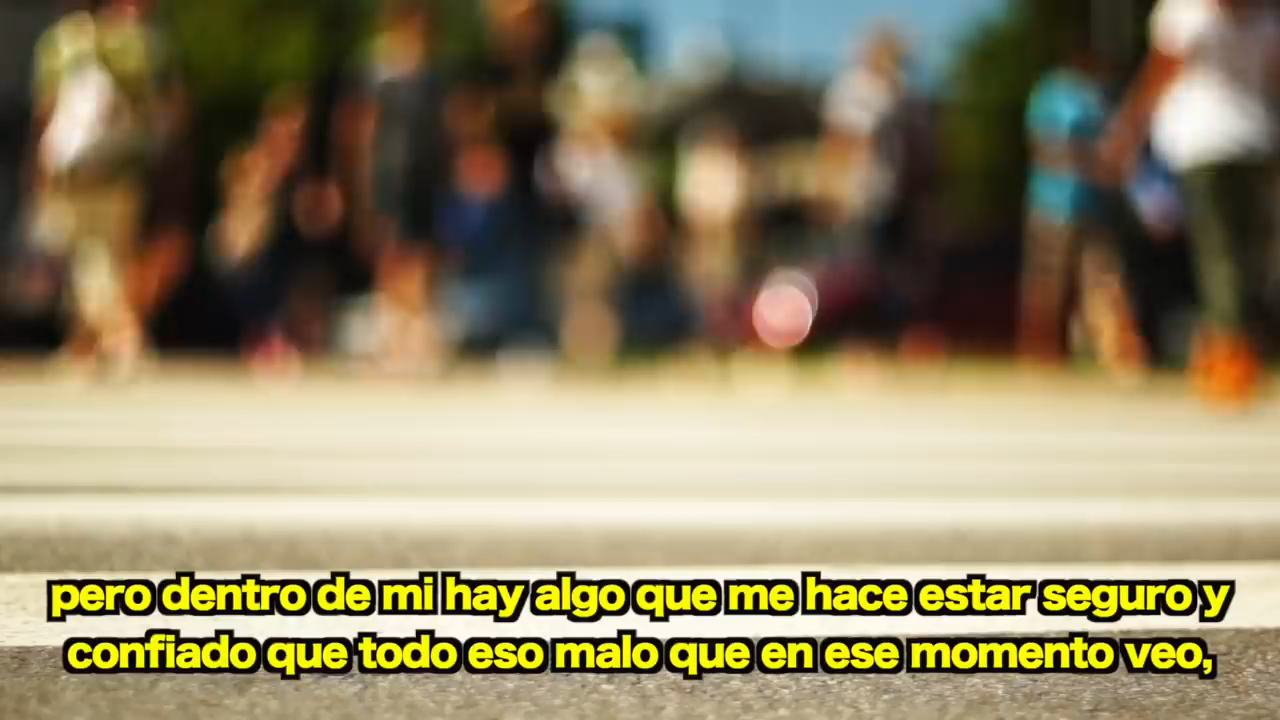 pero dentro de mi hay algo que me hace estar seguro y
confiado que todo eso malo que en ese momento veo,